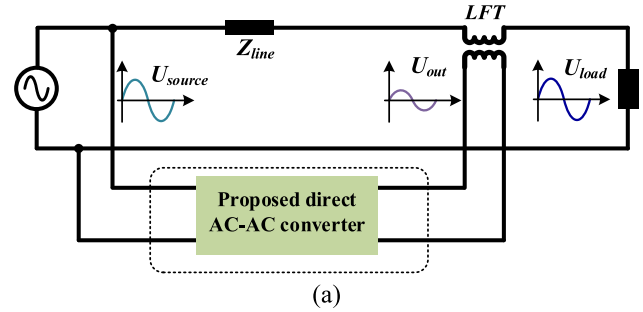 LFT
Z_line
U_source
U_out
U_load
Proposed direct
AC-AC converter
(a)